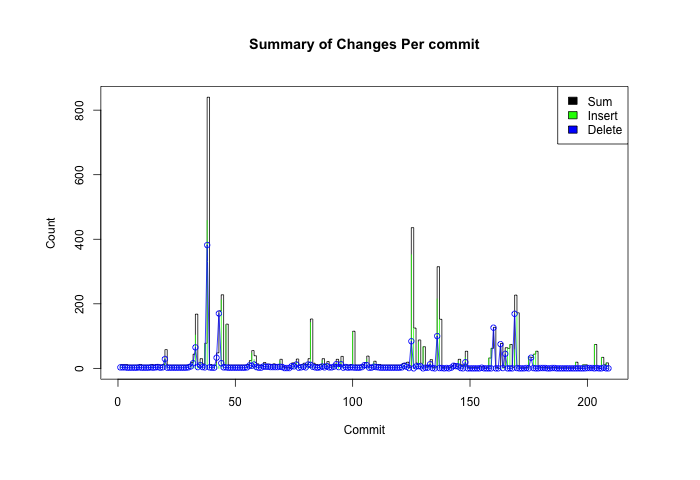 Summary of Changes Per commit
Sum
Insert
Delete
Count
800
600
400
200
0
0 50 100 150 200
Commit